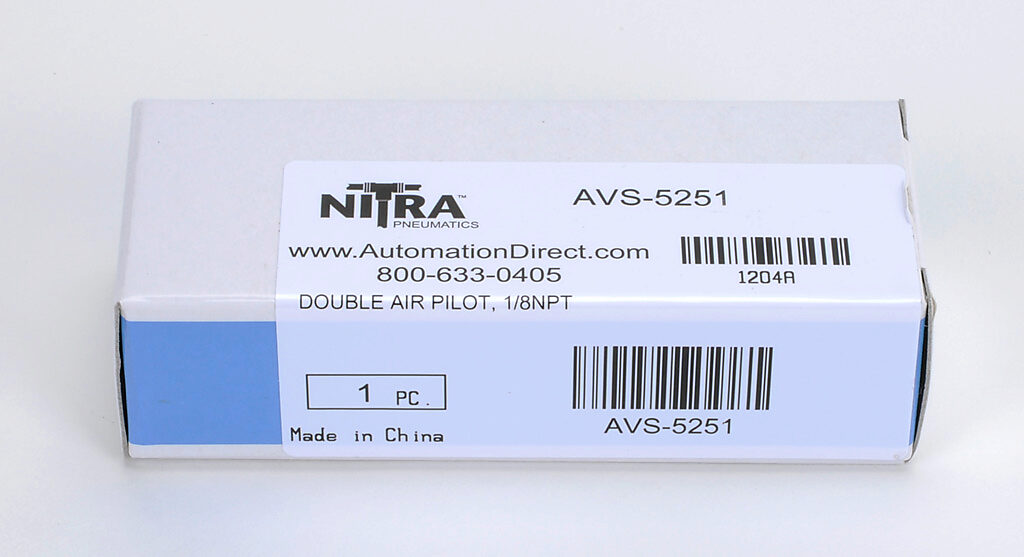 NITRA™
PNEUMATICS
AVS-5251
www.AutomationDirect.com
800-633-0405
1204A
DOUBLE AIR PILOT, 1/8NPT
1 PC.
AVS-5251
Made in China